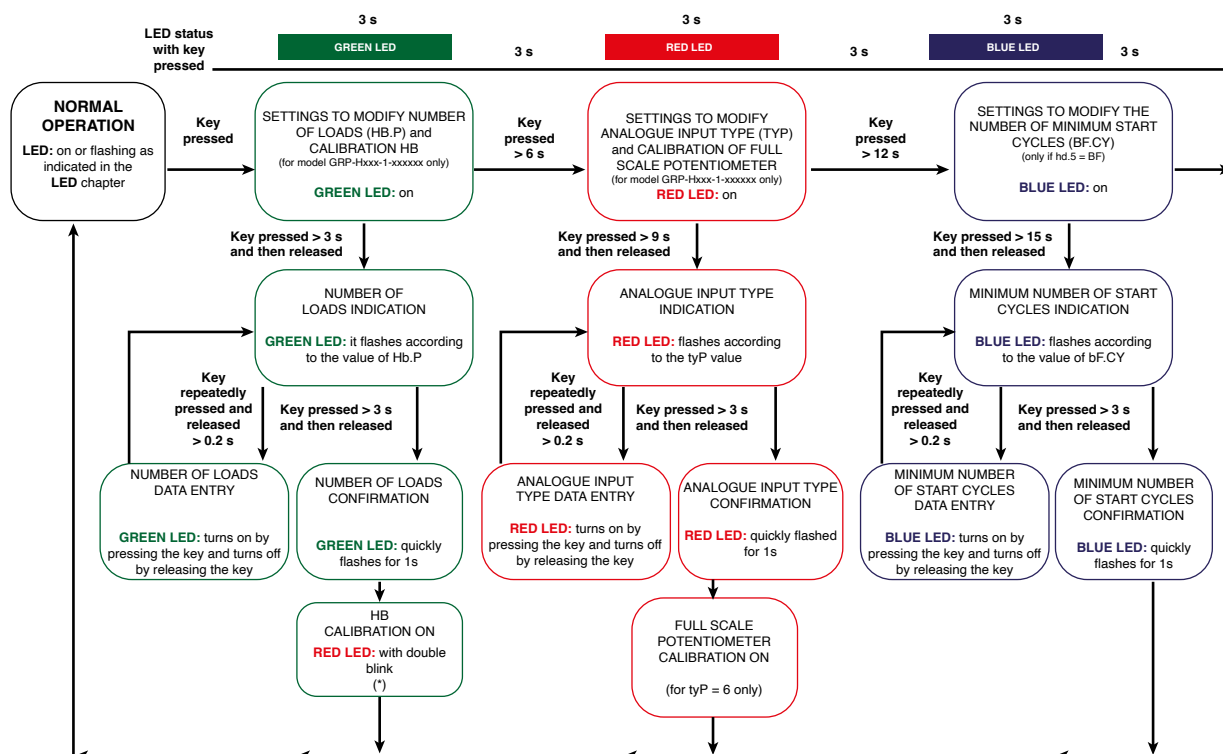 LED status
with key
pressed
3 s
GREEN LED
3 s
3 s
RED LED
3 s
3 s
BLUE LED
3 s
NORMAL
OPERATION
LED: on or flashing as
indicated in the
LED chapter
Key
pressed
SETTINGS TO MODIFY NUMBER
OF LOADS (HB.P) and
CALIBRATION HB
(for model GRP-Hxxx-1-xxxxxx only)
GREEN LED: on
Key
pressed
> 6 s
SETTINGS TO MODIFY
ANALOGUE INPUT TYPE (TYP)
and CALIBRATION OF FULL
SCALE POTENTIOMETER
(for model GRP-Hxxx-1-xxxxxx only)
RED LED: on
Key
pressed
> 12 s
SETTINGS TO MODIFY THE
NUMBER OF MINIMUM START
CYCLES (BF.CY)
(only if hd.5 = BF)
BLUE LED: on
Key pressed > 3 s
and then released
Key pressed > 9 s
and then released
Key pressed > 15 s
and then released
NUMBER OF
LOADS INDICATION
GREEN LED: it flashes according
to the value of Hb.P
ANALOGUE INPUT TYPE
INDICATION
RED LED: flashes according
to the tyP value
MINIMUM NUMBER OF START
CYCLES INDICATION
BLUE LED: flashes according
to the value of bF.CY
Key
repeatedly
pressed and
released
> 0.2 s
Key pressed > 3 s
and then released
Key
repeatedly
pressed and
released
> 0.2 s
Key pressed > 3 s
and then released
Key
repeatedly
pressed and
released
> 0.2 s
Key pressed > 3 s
and then released
NUMBER OF LOADS
DATA ENTRY
GREEN LED: turns on by
pressing the key and turns off
by releasing the key
NUMBER OF LOADS
CONFIRMATION
GREEN LED: quickly
flashes for 1s
ANALOGUE INPUT
TYPE DATA ENTRY
RED LED: turns on by
pressing the key and turns off
by releasing the key
ANALOGUE INPUT TYPE
CONFIRMATION
RED LED: quickly flashed
for 1s
MINIMUM NUMBER
OF START CYCLES
DATA ENTRY
BLUE LED: turns on by
pressing the key and turns off
by releasing the key
MINIMUM NUMBER
OF START CYCLES
CONFIRMATION
BLUE LED: quickly
flashes for 1s
HB
CALIBRATION ON
RED LED: with double
blink
(*)
FULL SCALE
POTENTIOMETER
CALIBRATION ON
(for tyP = 6 only)